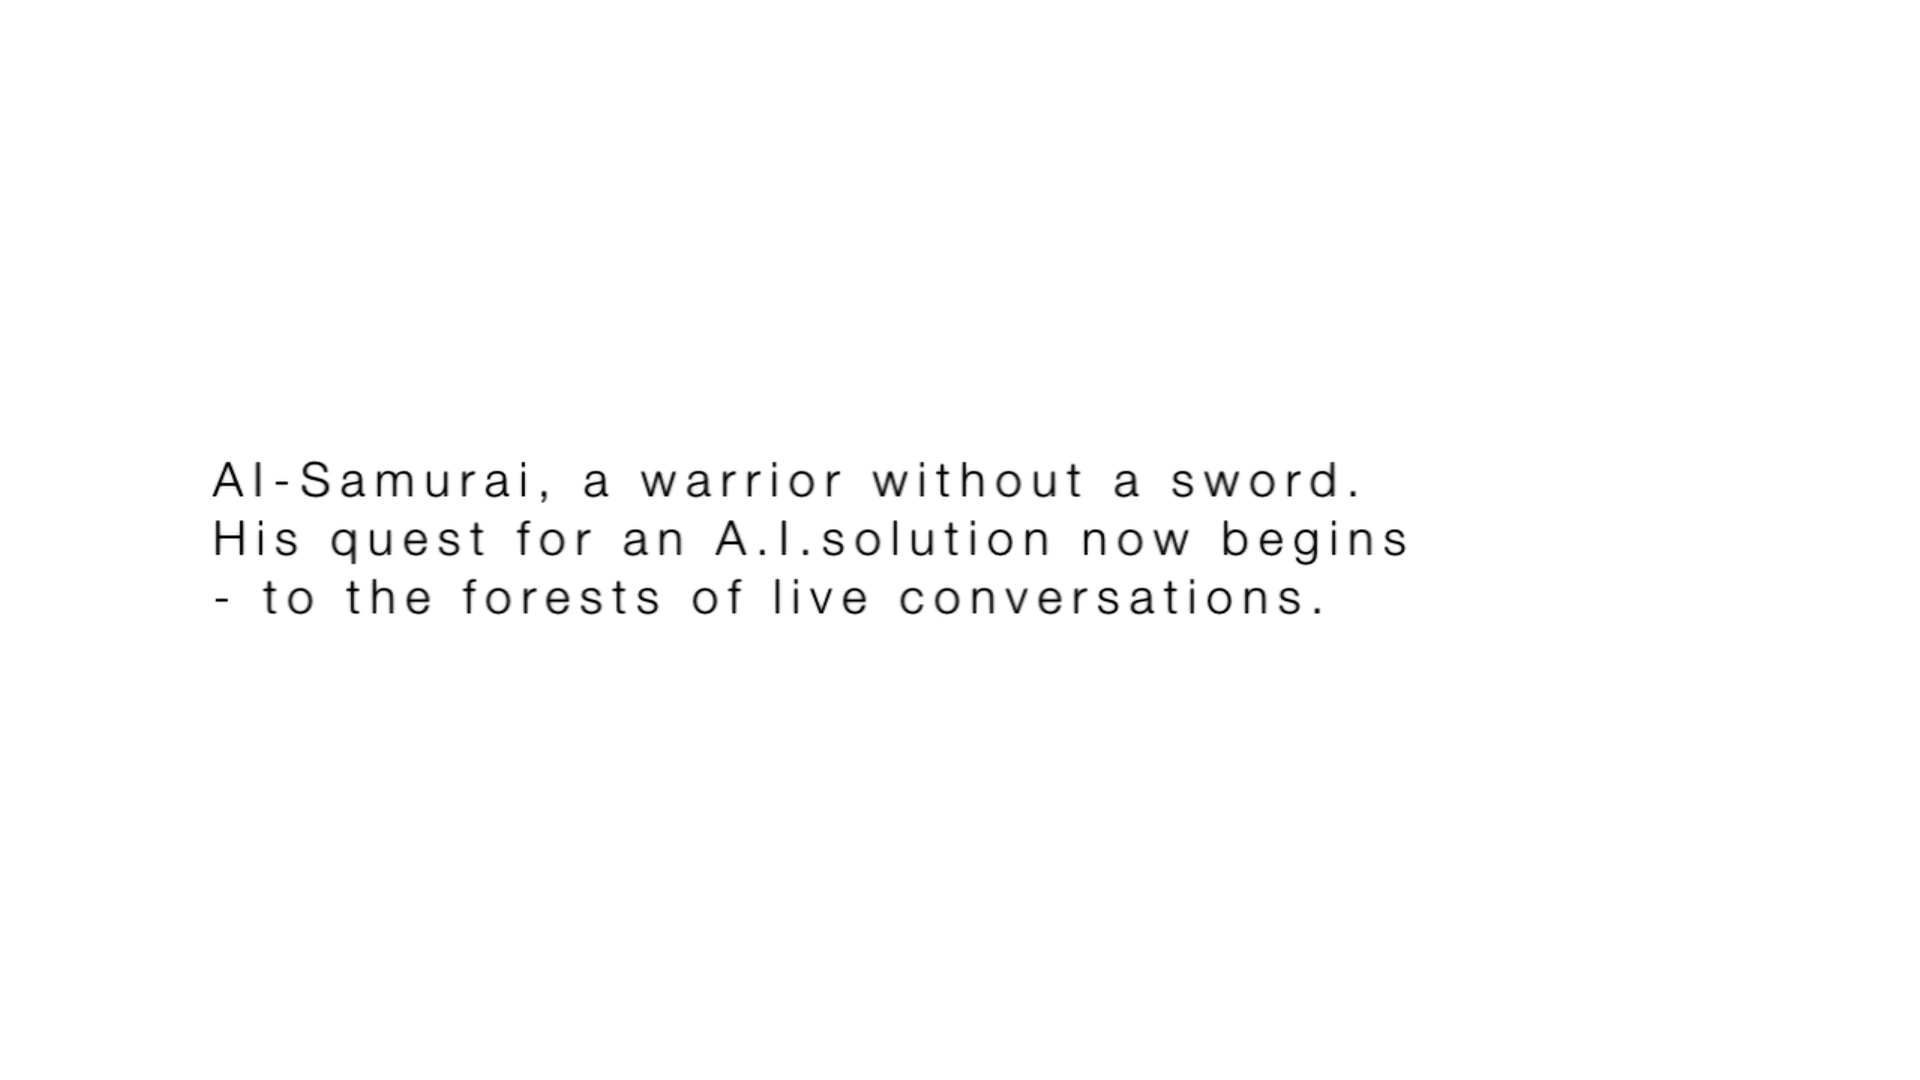 AI-Samurai, a warrior without a sword.
His quest for an A.I.solution now begins
- to the forests of live conversations.